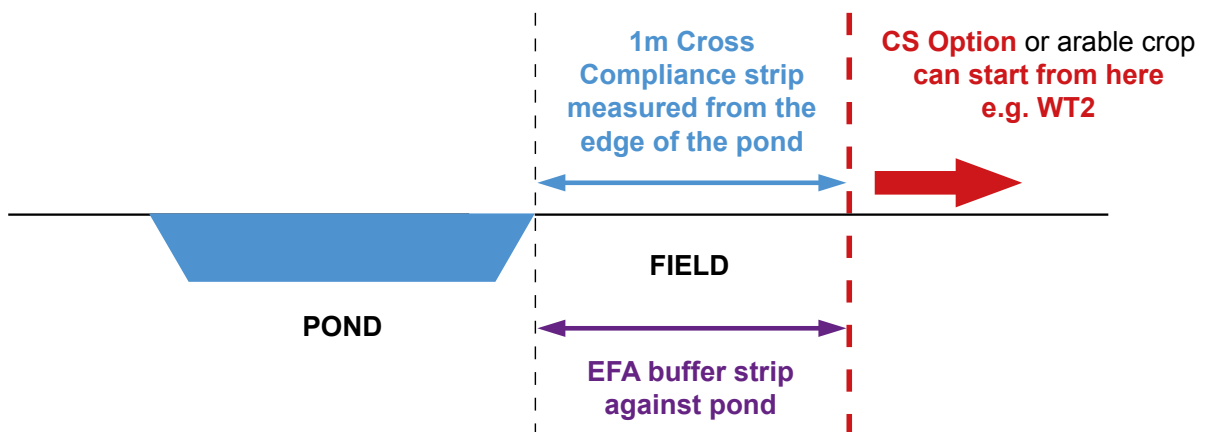 1m Cross
Compliance strip
measured from the
edge of the pond
CS Option or arable crop
can start from here
e.g. WT2
FIELD
POND
EFA buffer strip
against pond